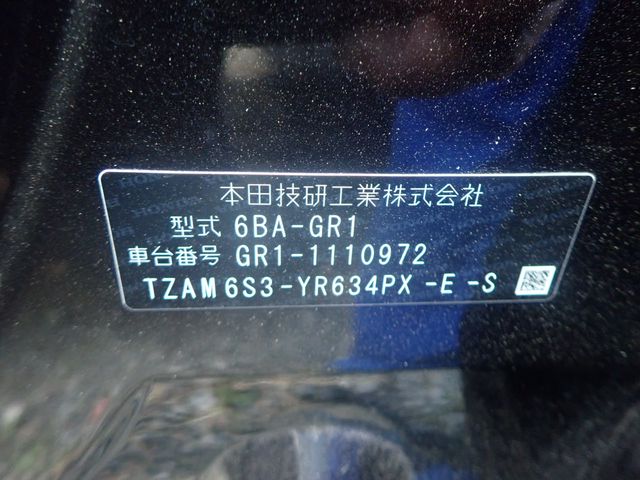 本田技研工業株式会社
型式 6BA-GR1
車台番号 GR1-1110972
TZAM6S3-YR634PX-E-S